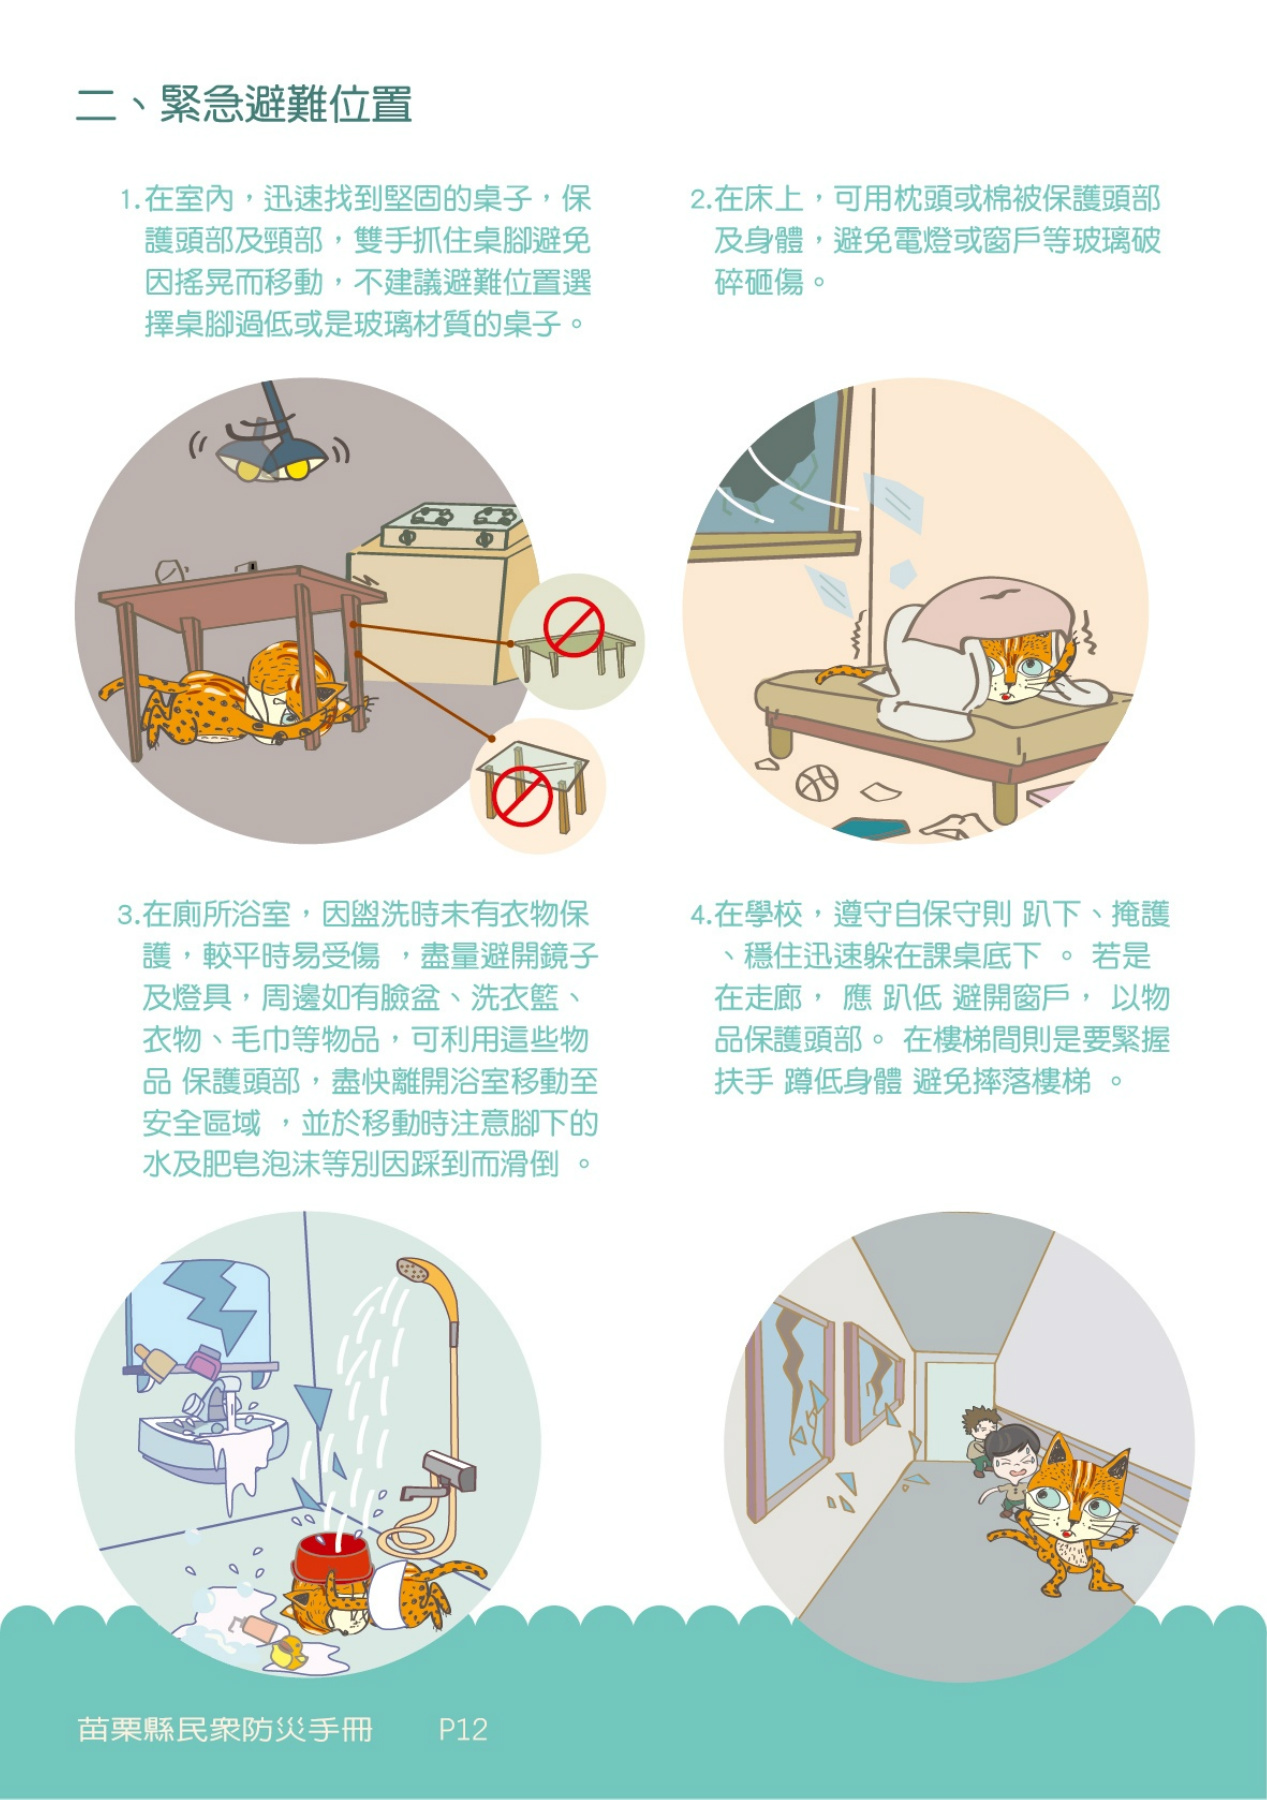 二、緊急避難位置
1.在室內，迅速找到堅固的桌子，保
護頭部及頸部，雙手抓住桌腳避免
因搖晃而移動，不建議避難位置選
擇桌腳過低或是玻璃材質的桌子。
2.在床上，可用枕頭或棉被保護頭部
及身體，避免電燈或窗戶等玻璃破
碎砸傷。
3.在廁所浴室，因盥洗時未有衣物保
護，較平時易受傷 ，盡量避開鏡子
及燈具，周邊如有臉盆、洗衣籃、
衣物、毛巾等物品，可利用這些物
品 保護頭部，盡快離開浴室移動至
安全區域 ，並於移動時注意腳下的
水及肥皂泡沫等別因踩到而滑倒 。
4.在學校，遵守自保守則 趴下、掩護
、穩住迅速躲在課桌底下 。 若是
在走廊， 應 趴低 避開窗戶， 以物
品保護頭部。 在樓梯間則是要緊握
扶手 蹲低身體 避免摔落樓梯 。
苗栗縣民眾防災手冊 P12